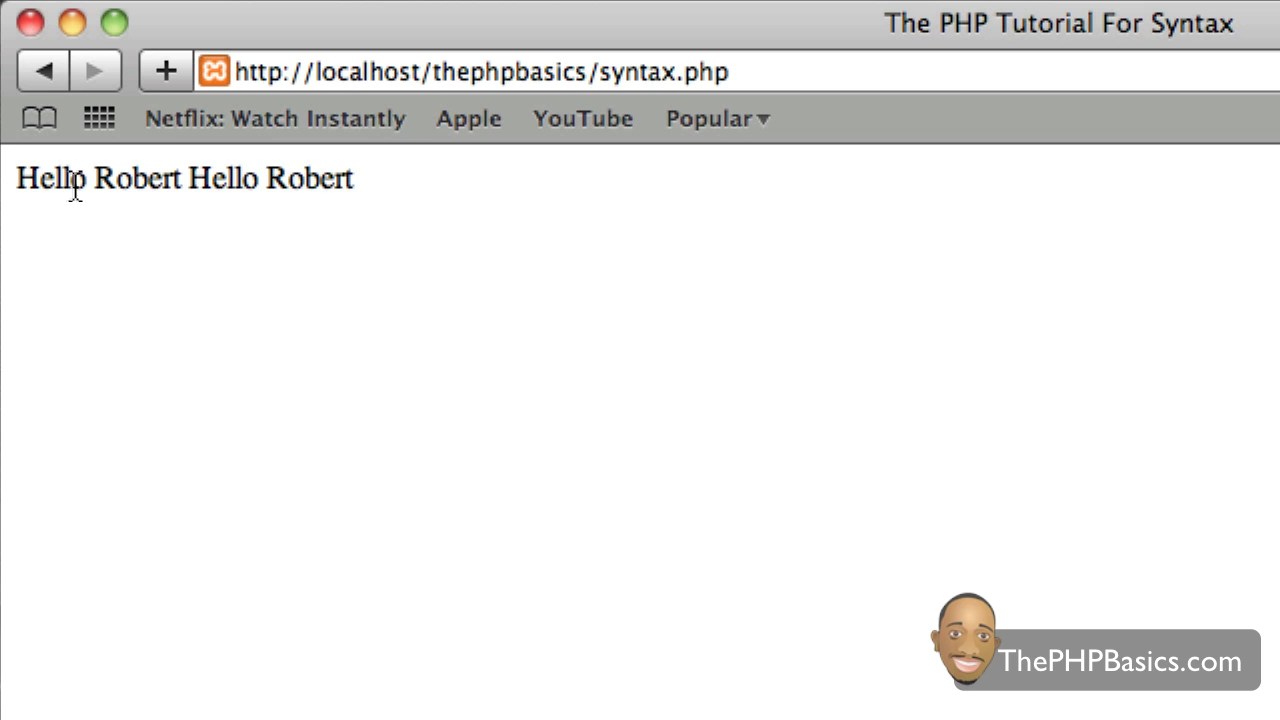 The PHP Tutorial For Syntax
http://localhost/thephpbasics/syntax.php
Netflix: Watch Instantly Apple YouTube Popular
Hello Robert Hello Robert
ThePHPBasics.com